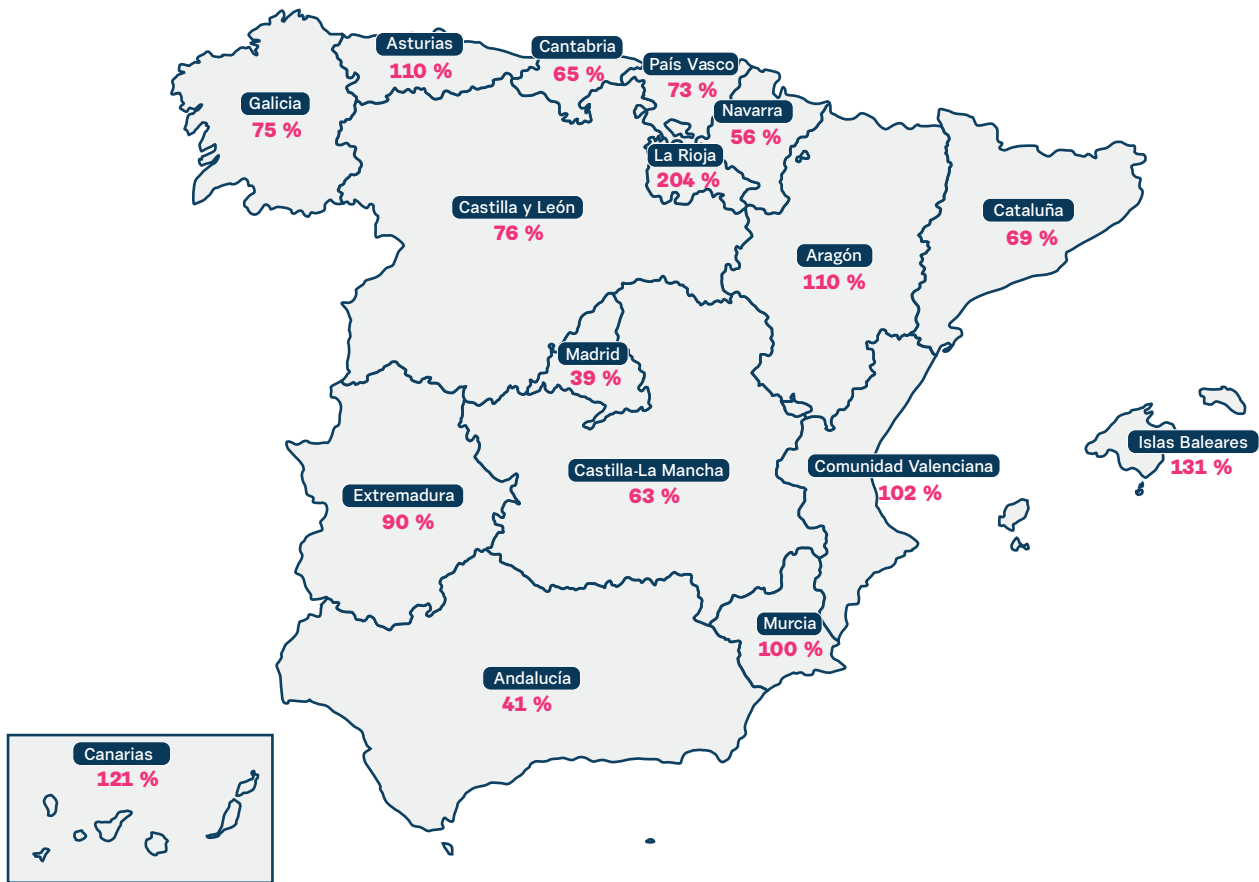 Asturias
110 %
Cantabria
65 %
País Vasco
73 %
Galicia
75 %
Navarra
56 %
La Rioja
204 %
Castilla y León
76 %
Cataluña
69 %
Aragón
110 %
Madrid
39 %
Islas Baleares
131 %
Castilla-La Mancha
63 %
Comunidad Valenciana
102 %
Extremadura
90 %
Murcia
100 %
Andalucía
41 %
Canarias
121 %